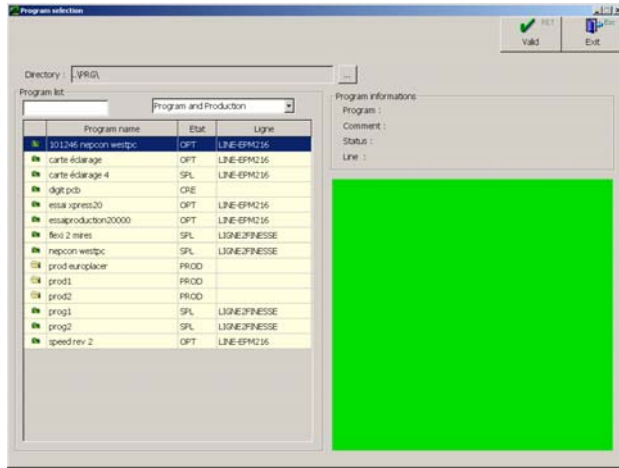 Program selection
RET
Esc
Valid
Exit
Directory : ..\PRG\
...
Program list
Program and Production
Program name Etat Ligne
101246 nepcon westpc OPT LINE-EPM216
carte éclairage OPT LINE-EPM216
carte éclairage 4 SPL LINE-EPM216
digit pcb CRE
essai xpress20 OPT LINE-EPM216
essaiproduction20000 OPT LINE-EPM216
flexi 2 mires SPL LIGNE2FINESSE
nepcon westpc SPL LIGNE2FINESSE
prod europlacer PROD
prod1 PROD
prod2 PROD
prog1 SPL LIGNE2FINESSE
prog2 SPL LIGNE2FINESSE
speed rev 2 OPT LINE-EPM216
Program informations
Program :
Comment :
Status :
Line :